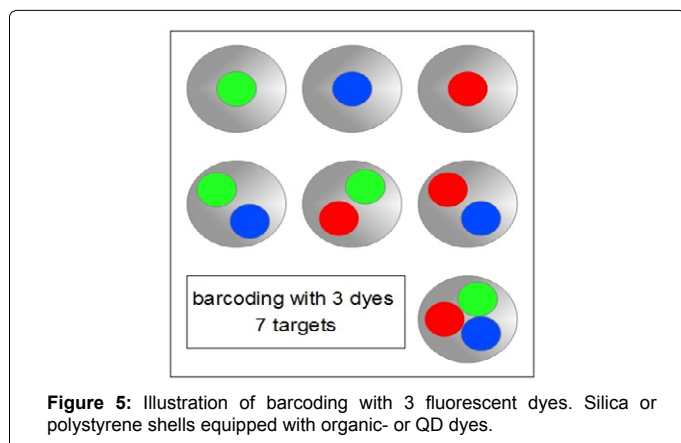 barcoding with 3 dyes
7 targets
Figure 5: Illustration of barcoding with 3 fluorescent dyes. Silica or
polystyrene shells equipped with organic- or QD dyes.